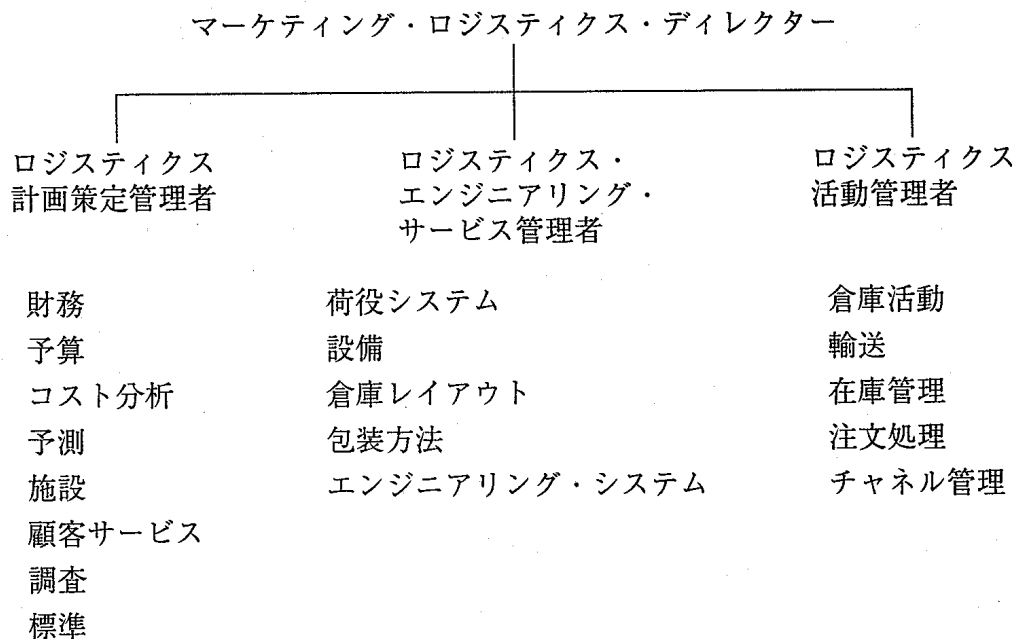 マーケティング・ロジスティクス・ディレクター
ロジスティクス
計画策定管理者
財務
予算
コスト分析
予測
施設
顧客サービス
調査
標準
ロジスティクス・
エンジニアリング・
サービス管理者
荷役システム
設備
倉庫レイアウト
包装方法
エンジニアリング・システム
ロジスティクス
活動管理者
倉庫活動
輸送
在庫管理
注文処理
チャネル管理